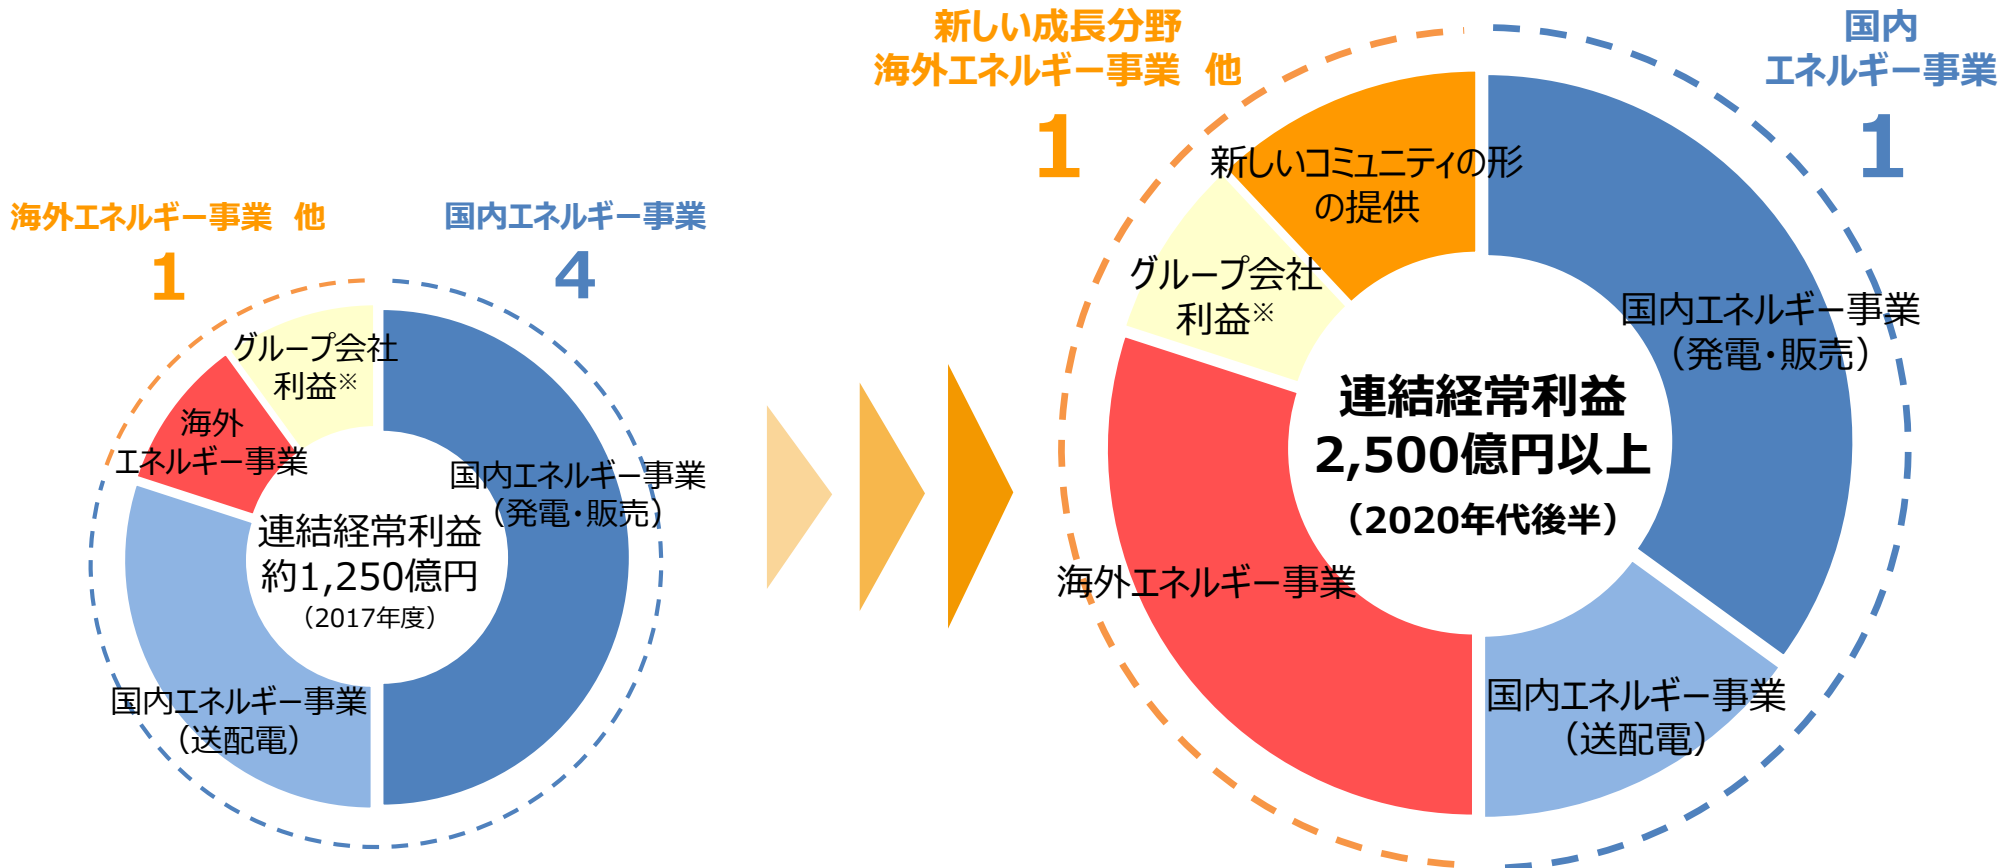 海外エネルギー事業 他
1
国内エネルギー事業
4
グループ会社
利益※
海外
エネルギー事業
国内エネルギー事業
（発電・販売）
連結経常利益
約1,250億円
（2017年度）
国内エネルギー事業
（送配電）
新しい成長分野
海外エネルギー事業 他
1
国内
エネルギー事業
1
新しいコミュニティの形
の提供
グループ会社
利益※
国内エネルギー事業
（発電・販売）
連結経常利益
2,500億円以上
（2020年代後半）
海外エネルギー事業
国内エネルギー事業
（送配電）